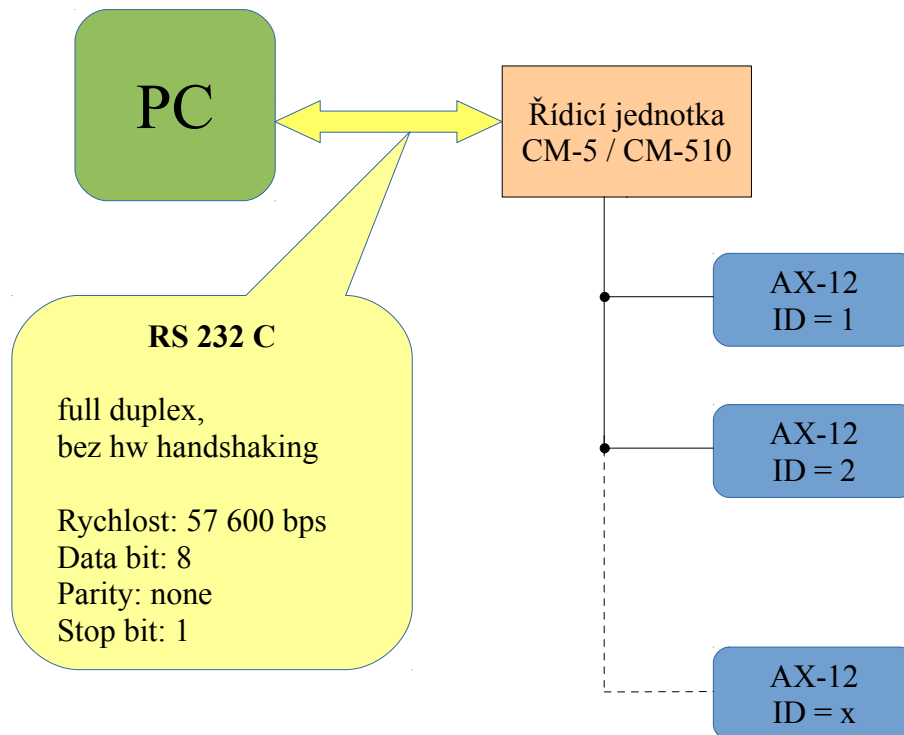 PC
Řídicí jednotka
CM-5 / CM-510
AX-12
ID = 1
RS 232 C
full duplex,
bez hw handshaking
Rychlost: 57 600 bps
Data bit: 8
Parity: none
Stop bit: 1
AX-12
ID = 2
AX-12
ID = x